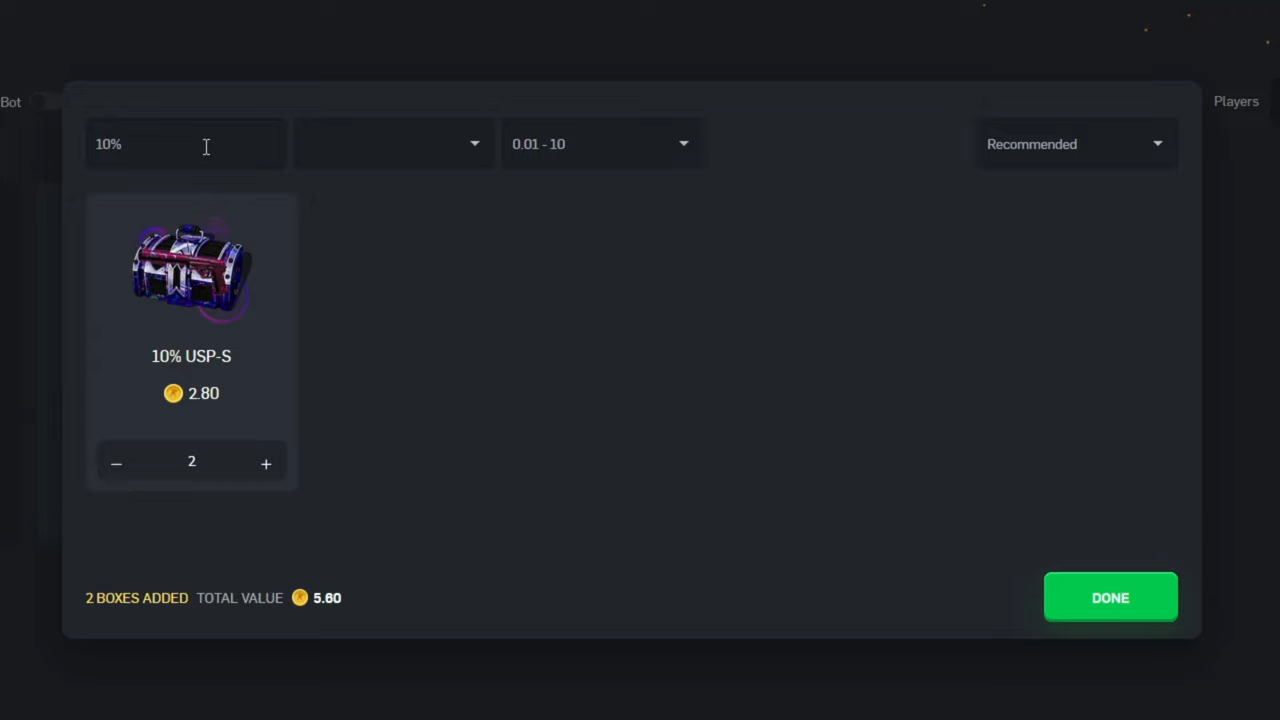 Bot
Players
10%
0.01 - 10
Recommended
10% USP-S
2.80
– 2 +
2 BOXES ADDED TOTAL VALUE 5.60
DONE